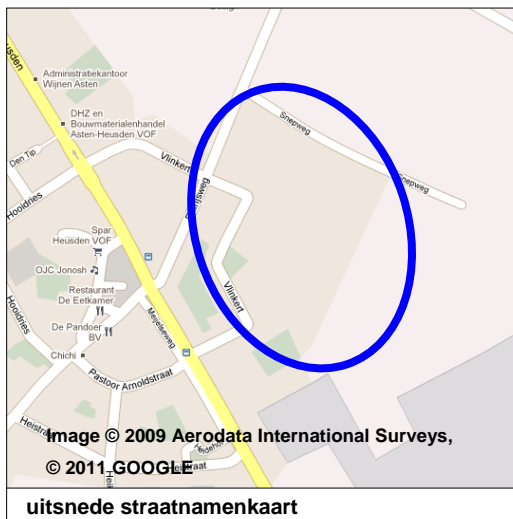 Design
Heusden
Administratiekantoor
Wijnen Asten
DHZ en
Bouwmaterialenhandel
Asten-Heusden VOF
Snepweg
Snepweg
Den Tip
Vlinkert
Hooidries
Spar
Heusden VOF
OJC Jonosh
Restaurant
De Eetkamer
Vlinkert
Hooidries
De Pandoer
BV
Meijelseweg
Chichi
Pastoor Arnoldstraat
Image © 2009 Aerodata International Surveys,
© 2011 GOOGLE
Heistraat
uitsnede straatnamenkaart